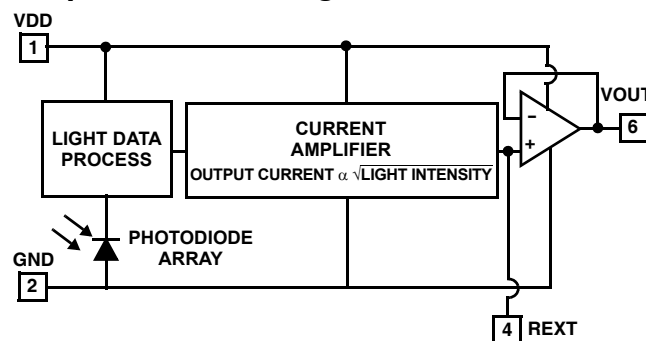 VDD
1
LIGHT DATA
PROCESS
CURRENT
AMPLIFIER
OUTPUT CURRENT α √LIGHT INTENSITY
-
+
VOUT
6
PHOTODIODE
ARRAY
GND
2
4
REXT